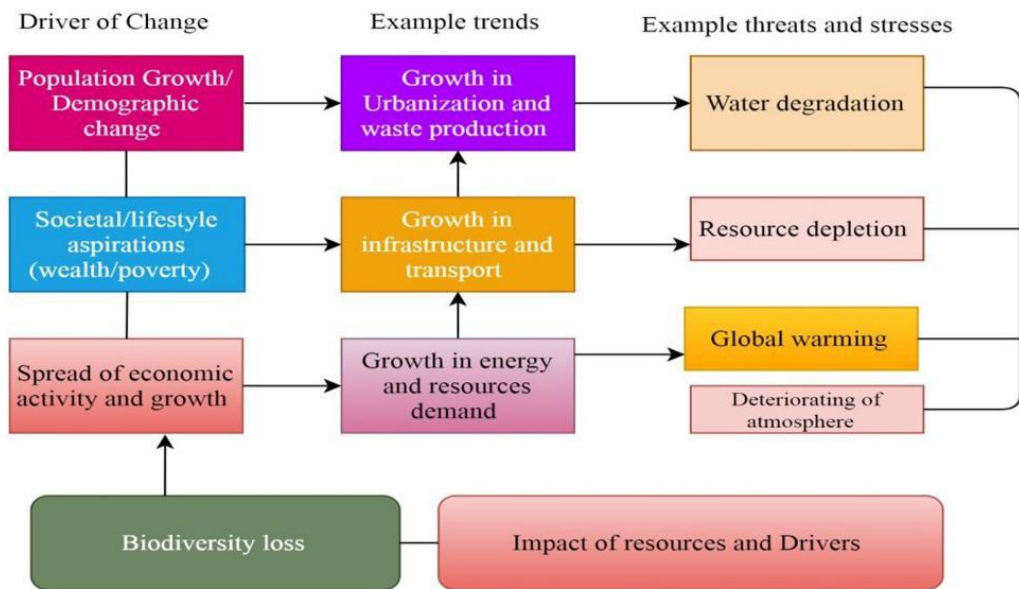 Driver of Change
Example trends
Example threats and stresses
Population Growth/
Demographic
change
Growth in
Urbanization and
waste production
Water degradation
Societal/lifestyle
aspirations
(wealth/poverty)
Growth in
infrastructure and
transport
Resource depletion
Spread of economic
activity and growth
Growth in energy
and resources
demand
Global warming
Deteriorating of
atmosphere
Biodiversity loss
Impact of resources and Drivers